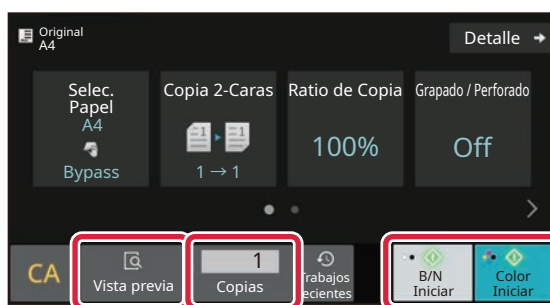 Original
A4
Detalle
Selec.
Papel
A4
Bypass
Copia 2-Caras
1 → 1
Ratio de Copia
100%
Grapado / Perforado
Off
CA
Vista previa
1
Copias
Trabajos
ecientes
B/N
Iniciar
Color
Iniciar